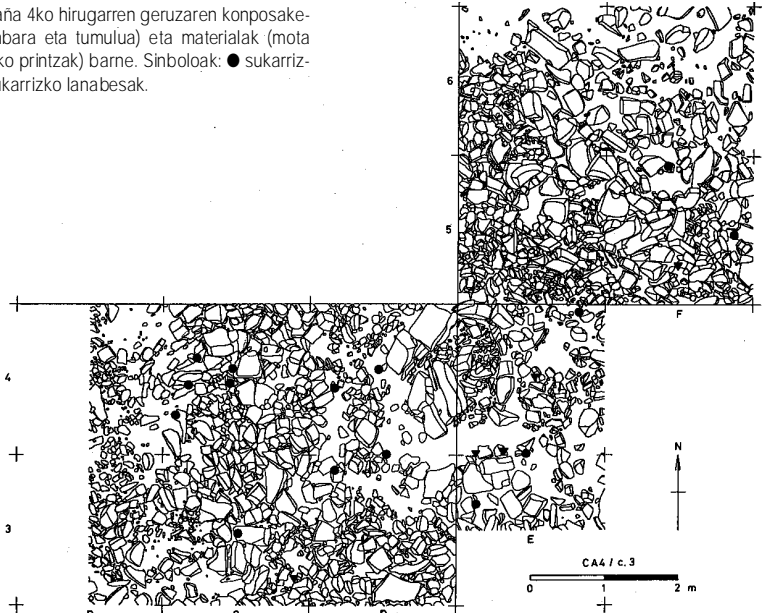 aña 4ko hirugarren geruzaren konposake-
bara eta tumulua) eta materialak (mota
ko printzak) barne. Sinboloak: ● sukarriz-
ukarrizko lanabesak.
6
5
F
4
N
3
E
CA4 / c.3
0 1 2 m